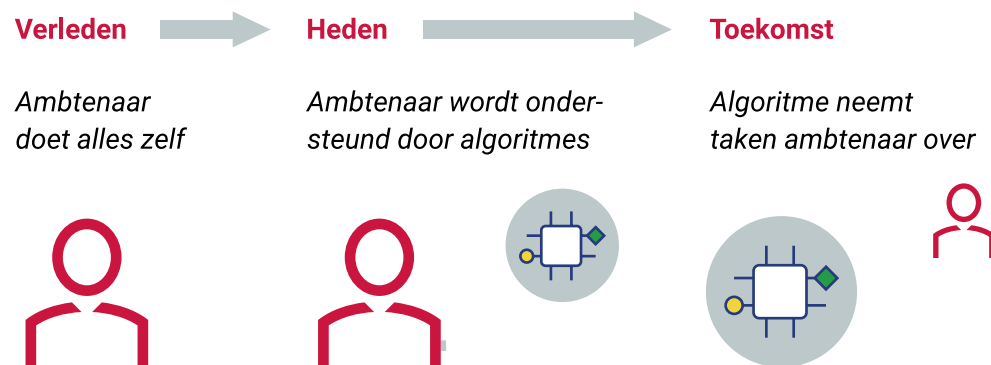 Verleden
Heden
Toekomst
Ambtenaar
doet alles zelf
Ambtenaar wordt onder-
steund door algoritmes
Algoritme neemt
taken ambtenaar over